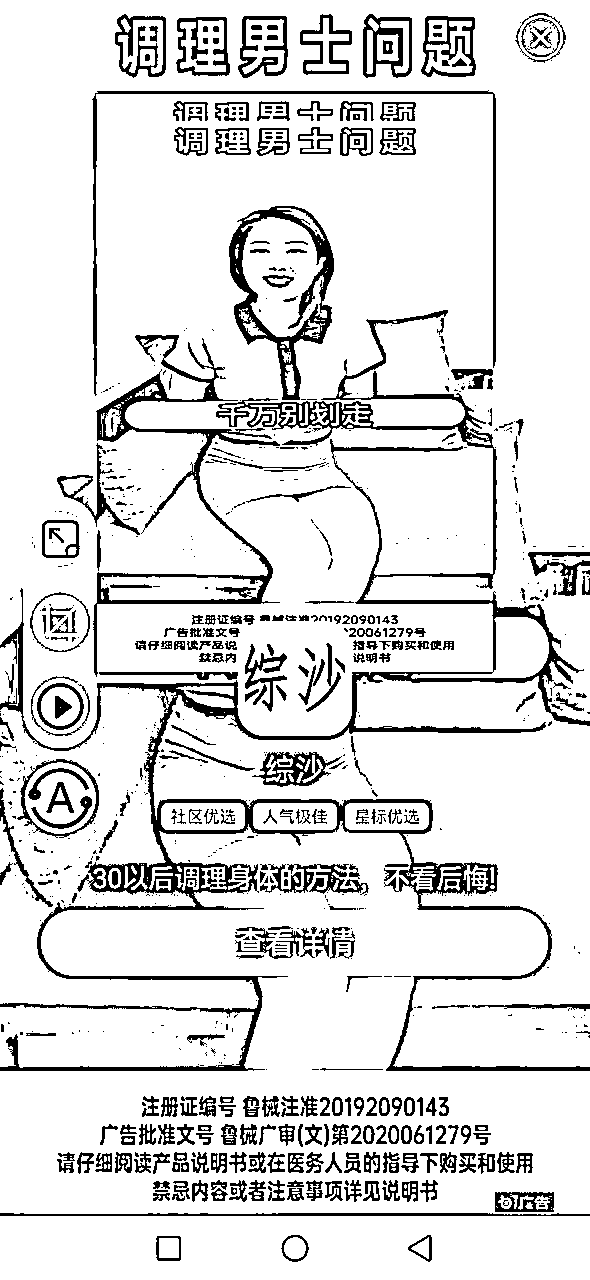 调理男士问题
调理男士问题
调理男士问题
千万别划走
注册证编号 鲁械注准20192090143
广告批准文号 20061279号
请仔细阅读产品说 指导下购买和使用
禁忌内 说明书
综沙
综沙
A
社区优选 人气极佳 星标优选
30以后调理身体的方法， 不看后悔!
查看详情
注册证编号 鲁械注准20192090143
广告批准文号 鲁械广审(文)第2020061279号
请仔细阅读产品说明书或在医务人员的指导下购买和使用
禁忌内容或者注意事项详见说明书
广告